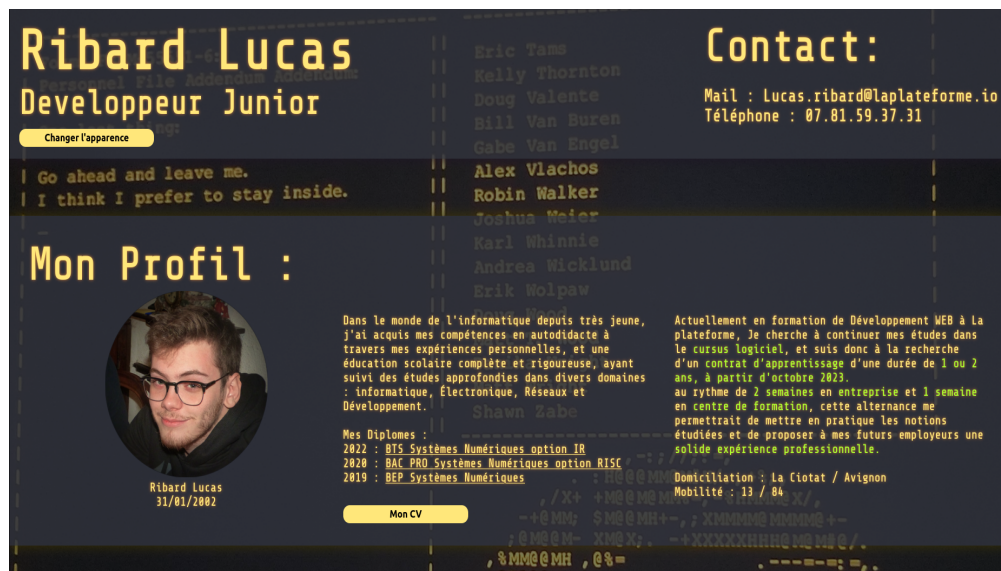 Ribard Lucas
Developpeur Junior
Changer l'apparence
Contact:
Mail : Lucas.ribard@laplateforme.io
Téléphone : 07.81.59.37.31
Personnel File Addendum Addendum:
Go ahead and leave me.
I think I prefer to stay inside.
Eric Tams
Kelly Thornton
Doug Valente
Bill Van Buren
Gabe Van Engel
Alex Vlachos
Robin Walker
Joshua Weier
Karl Whinnie
Andrea Wicklund
Erik Wolpaw
Doug Wood
Shawn Zabe
Mon Profil :
Ribard Lucas
31/01/2002
Dans le monde de l'informatique depuis très jeune,
j'ai acquis mes compétences en autodidacte à
travers mes expériences personnelles, et une
éducation scolaire complète et rigoureuse, ayant
suivi des études approfondies dans divers domaines
: informatique, Électronique, Réseaux et
Développement.
Mes Diplomes :
2022 : BTS Systèmes Numériques option IR
2020 : BAC PRO Systèmes Numériques option RISC
2019 : BEP Systèmes Numériques
Mon CV
Actuellement en formation de Développement WEB à La
plateforme, Je cherche à continuer mes études dans
le cursus logiciel, et suis donc à la recherche
d'un contrat d'apprentissage d'une durée de 1 ou 2
ans, à partir d'octobre 2023.
au rythme de 2 semaines en entreprise et 1 semaine
en centre de formation, cette alternance me
permettrait de mettre en pratique les notions
étudiées et de proposer à mes futurs employeurs une
solide expérience professionnelle.
Domiciliation : La Ciotat / Avignon
Mobilité : 13 / 84